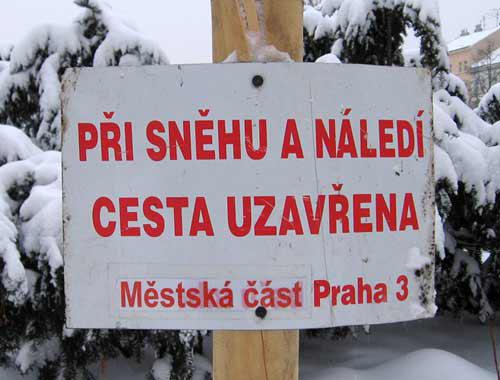 PŘI SNĚHU A NÁLEDÍ
CESTA UZAVŘENA
Městská část Praha 3